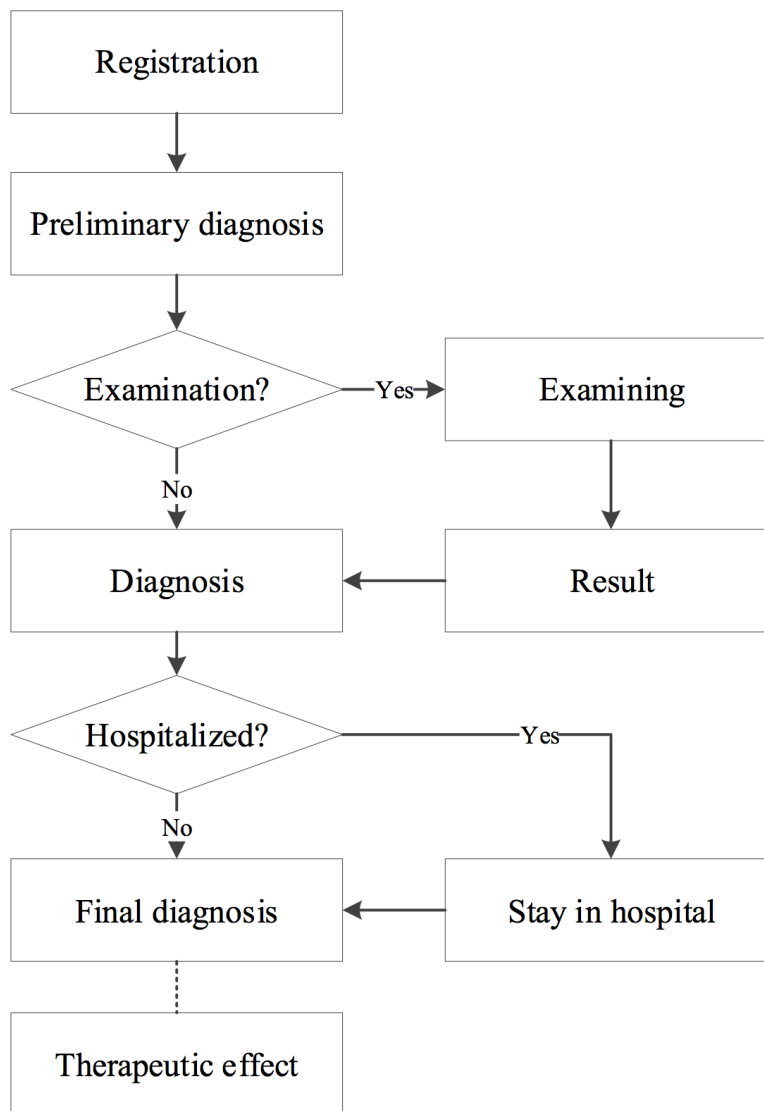 Registration
Preliminary diagnosis
Examination?
Yes
Examining
No
Diagnosis
Result
Hospitalized?
Yes
No
Final diagnosis
Stay in hospital
Therapeutic effect